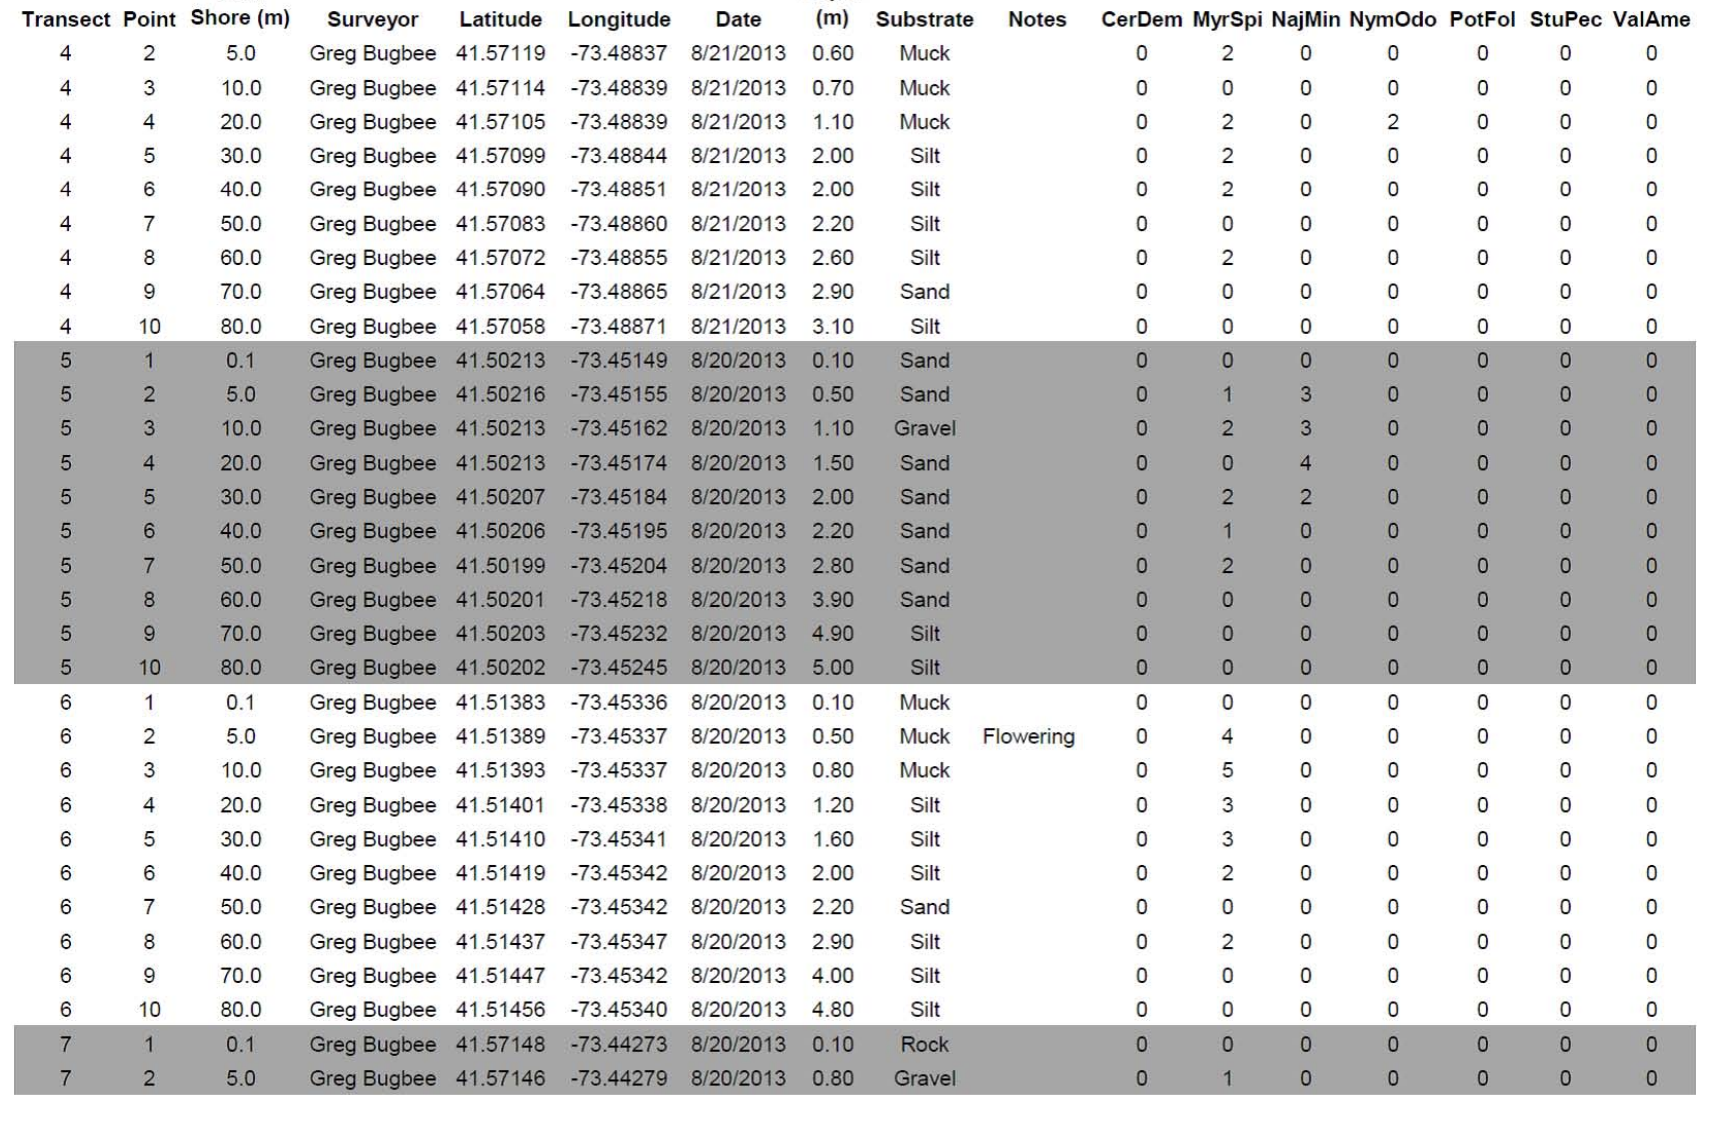 Transect Point Shore (m) Surveyor Latitude Longitude Date (m) Substrate Notes CerDem MyrSpi NajMin NymOdo PotFol StuPec ValAme
4 2 5.0 Greg Bugbee 41.57119 -73.48837 8/21/2013 0.60 Muck 0 2 0 0 0 0 0
4 3 10.0 Greg Bugbee 41.57114 -73.48839 8/21/2013 0.70 Muck 0 0 0 0 0 0 0
4 4 20.0 Greg Bugbee 41.57105 -73.48839 8/21/2013 1.10 Muck 0 2 0 2 0 0 0
4 5 30.0 Greg Bugbee 41.57099 -73.48844 8/21/2013 2.00 Silt 0 2 0 0 0 0 0
4 6 40.0 Greg Bugbee 41.57090 -73.48851 8/21/2013 2.00 Silt 0 2 0 0 0 0 0
4 7 50.0 Greg Bugbee 41.57083 -73.48860 8/21/2013 2.20 Silt 0 0 0 0 0 0 0
4 8 60.0 Greg Bugbee 41.57072 -73.48855 8/21/2013 2.60 Silt 0 2 0 0 0 0 0
4 9 70.0 Greg Bugbee 41.57064 -73.48865 8/21/2013 2.90 Sand 0 0 0 0 0 0 0
4 10 80.0 Greg Bugbee 41.57058 -73.48871 8/21/2013 3.10 Silt 0 0 0 0 0 0 0
5 1 0.1 Greg Bugbee 41.50213 -73.45149 8/20/2013 0.10 Sand 0 0 0 0 0 0 0
5 2 5.0 Greg Bugbee 41.50216 -73.45155 8/20/2013 0.50 Sand 0 1 3 0 0 0 0
5 3 10.0 Greg Bugbee 41.50213 -73.45162 8/20/2013 1.10 Gravel 0 2 3 0 0 0 0
5 4 20.0 Greg Bugbee 41.50213 -73.45174 8/20/2013 1.50 Sand 0 0 4 0 0 0 0
5 5 30.0 Greg Bugbee 41.50207 -73.45184 8/20/2013 2.00 Sand 0 2 2 0 0 0 0
5 6 40.0 Greg Bugbee 41.50206 -73.45195 8/20/2013 2.20 Sand 0 1 0 0 0 0 0
5 7 50.0 Greg Bugbee 41.50199 -73.45204 8/20/2013 2.80 Sand 0 2 0 0 0 0 0
5 8 60.0 Greg Bugbee 41.50201 -73.45218 8/20/2013 3.90 Sand 0 0 0 0 0 0 0
5 9 70.0 Greg Bugbee 41.50203 -73.45232 8/20/2013 4.90 Silt 0 0 0 0 0 0 0
5 10 80.0 Greg Bugbee 41.50202 -73.45245 8/20/2013 5.00 Silt 0 0 0 0 0 0 0
6 1 0.1 Greg Bugbee 41.51383 -73.45336 8/20/2013 0.10 Muck 0 0 0 0 0 0 0
6 2 5.0 Greg Bugbee 41.51389 -73.45337 8/20/2013 0.50 Muck Flowering 0 4 0 0 0 0 0
6 3 10.0 Greg Bugbee 41.51393 -73.45337 8/20/2013 0.80 Muck 0 5 0 0 0 0 0
6 4 20.0 Greg Bugbee 41.51401 -73.45338 8/20/2013 1.20 Silt 0 3 0 0 0 0 0
6 5 30.0 Greg Bugbee 41.51410 -73.45341 8/20/2013 1.60 Silt 0 3 0 0 0 0 0
6 6 40.0 Greg Bugbee 41.51419 -73.45342 8/20/2013 2.00 Silt 0 2 0 0 0 0 0
6 7 50.0 Greg Bugbee 41.51428 -73.45342 8/20/2013 2.20 Sand 0 0 0 0 0 0 0
6 8 60.0 Greg Bugbee 41.51437 -73.45347 8/20/2013 2.90 Silt 0 2 0 0 0 0 0
6 9 70.0 Greg Bugbee 41.51447 -73.45342 8/20/2013 4.00 Silt 0 0 0 0 0 0 0
6 10 80.0 Greg Bugbee 41.51456 -73.45340 8/20/2013 4.80 Silt 0 0 0 0 0 0 0
7 1 0.1 Greg Bugbee 41.57148 -73.44273 8/20/2013 0.10 Rock 0 0 0 0 0 0 0
7 2 5.0 Greg Bugbee 41.57146 -73.44279 8/20/2013 0.80 Gravel 0 1 0 0 0 0 0